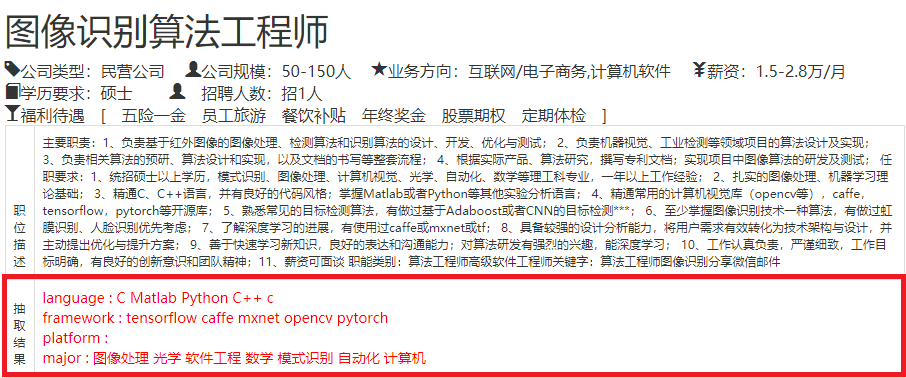 图像识别算法工程师
公司类型：民营公司 公司规模：50-150人 业务方向：互联网/电子商务,计算机软件 薪资：1.5-2.8万/月
学历要求：硕士 招聘人数：招1人
福利待遇 [ 五险一金 员工旅游 餐饮补贴 年终奖金 股票期权 定期体检 ]
职位描述
主要职责：1、负责基于红外图像的图像处理、检测算法和识别算法的设计、开发、优化与测试； 2、负责机器视觉、工业检测等领域项目的算法设计及实现；
3、负责相关算法的预研、算法设计和实现，以及文档的书写等整套流程； 4、根据实际产品、算法研究，撰写专利文档；实现项目中图像算法的研发及测试； 任
职要求：1、统招硕士以上学历，模式识别、图像处理、计算机视觉、光学、自动化、数学等理工科专业，一年以上工作经验； 2、扎实的图像处理、机器学习理
论基础； 3、精通C、C++语言，并有良好的代码风格；掌握Matlab或者Python等其他实验分析语言； 4、精通常用的计算机视觉库（opencv等），caffe，
tensorflow，pytorch等开源库； 5、熟悉常见的目标检测算法，有做过基于Adaboost或者CNN的目标检测***； 6、至少掌握图像识别技术一种算法，有做过虹
膜识别、人脸识别优先考虑； 7、了解深度学习的进展，有使用过caffe或mxnet或tf； 8、具备较强的设计分析能力，将用户需求有效转化为技术架构与设计，并
主动提出优化与提升方案； 9、善于快速学习新知识，良好的表达和沟通能力；对算法研发有强烈的兴趣，能深度学习； 10、工作认真负责，严谨细致，工作目
标明确，有良好的创新意识和团队精神；11、薪资可面谈 职能类别：算法工程师高级软件工程师关键字：算法工程师图像识别分享微信邮件
抽取结果
language : C Matlab Python C++ c
framework : tensorflow caffe mxnet opencv pytorch
platform :
major : 图像处理 光学 软件工程 数学 模式识别 自动化 计算机